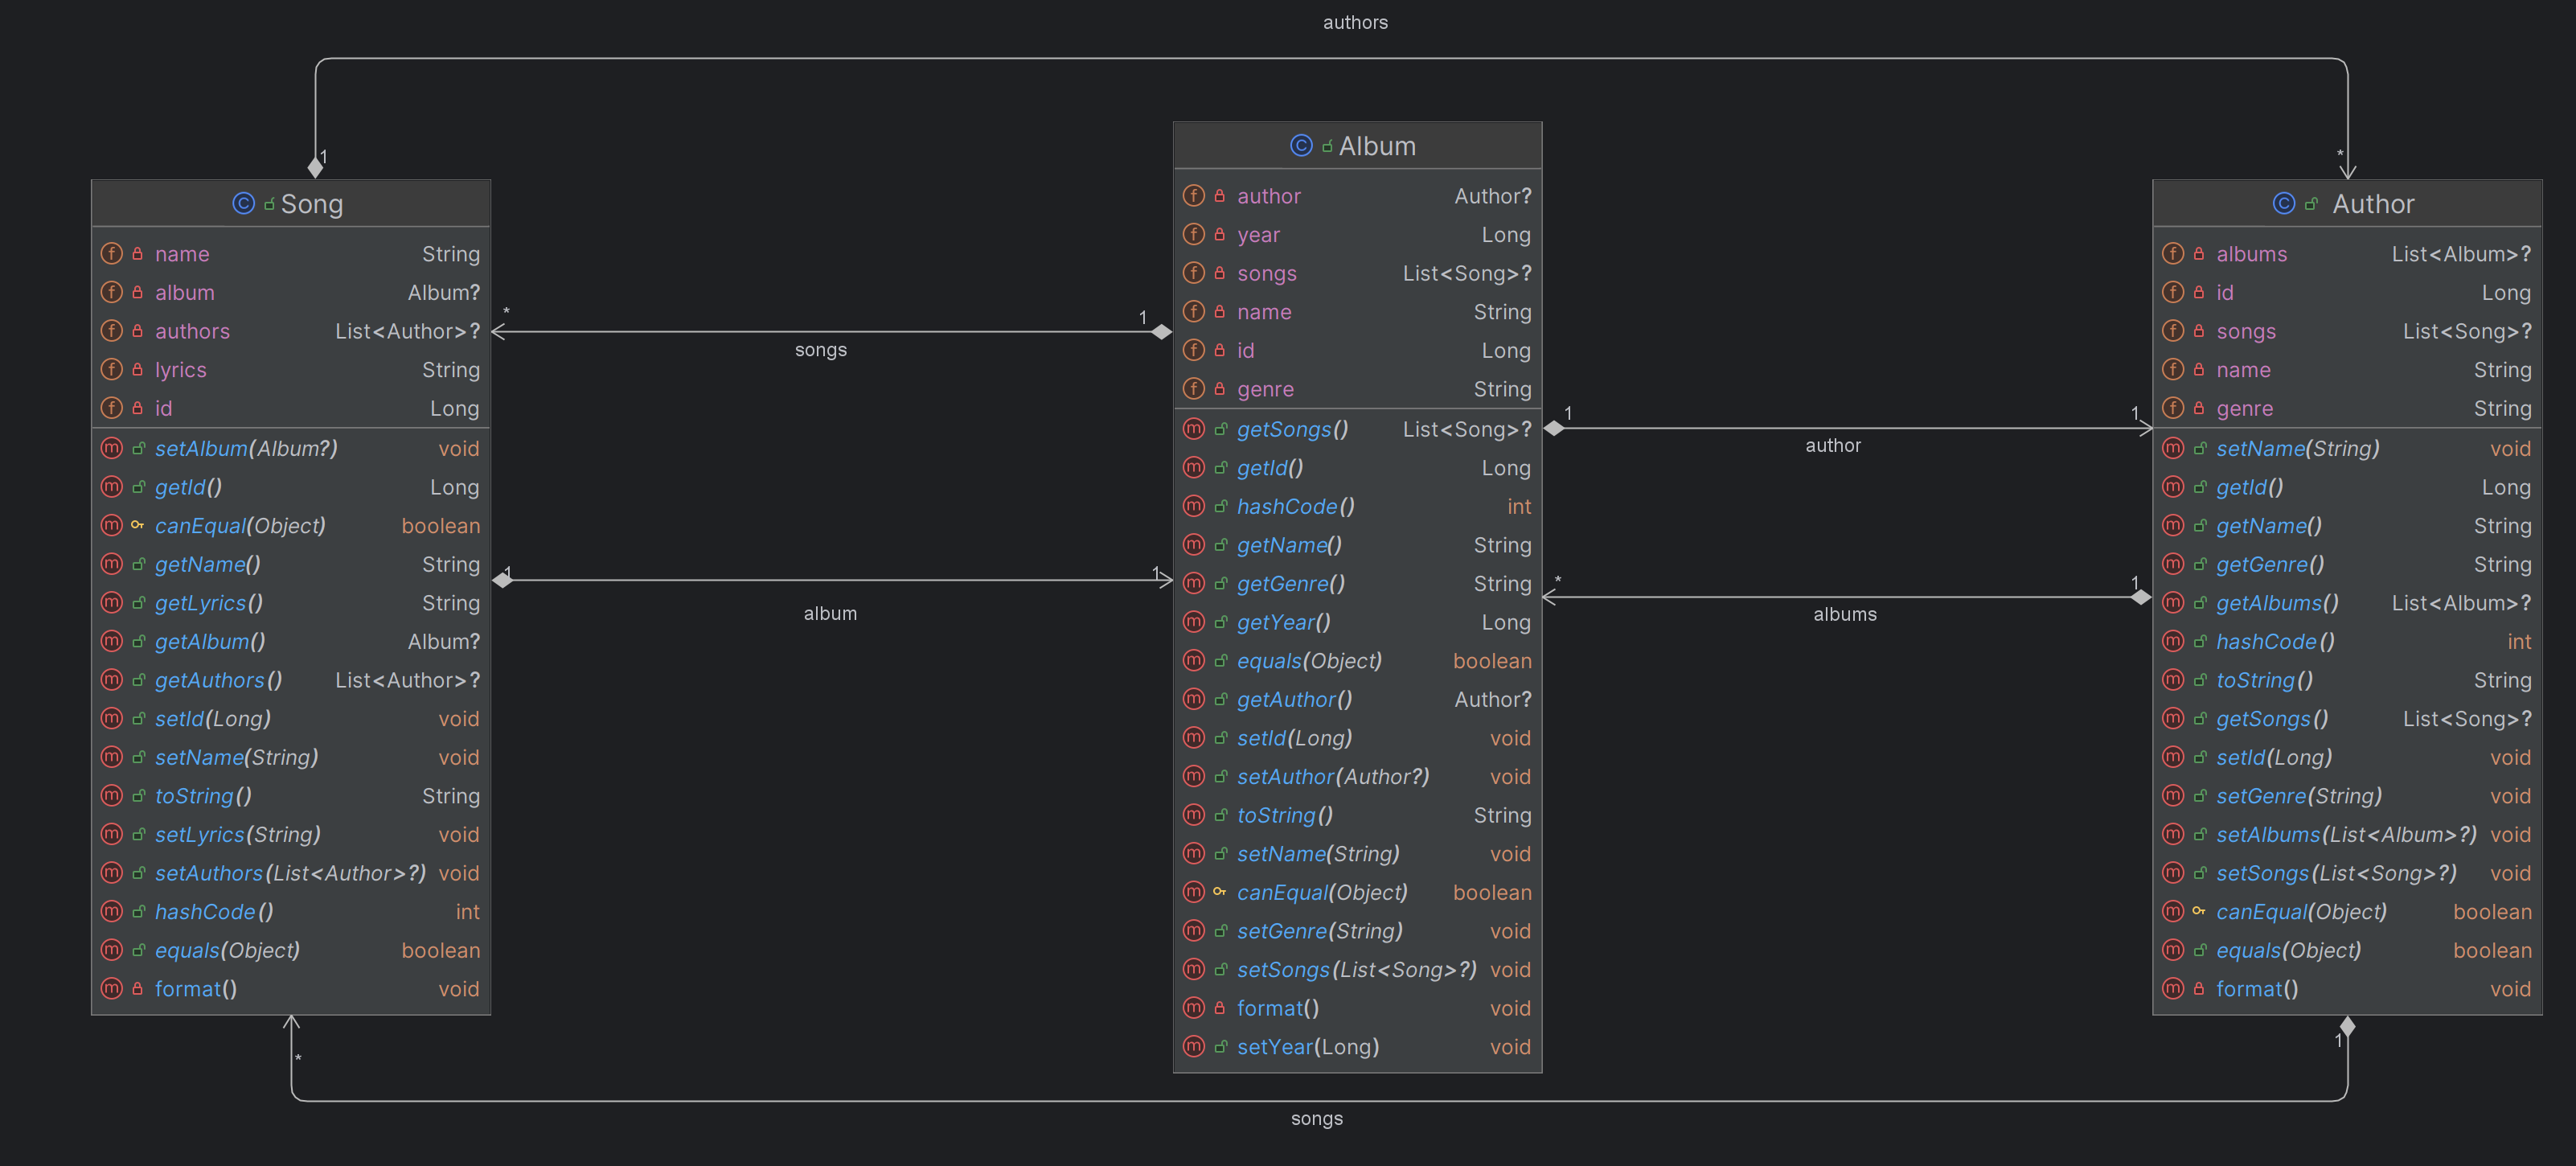 authors
1
*
Song
name String
album Album?
authors List<Author>?
lyrics String
id Long
setAlbum(Album?) void
getId() Long
canEqual(Object) boolean
getName() String
getLyrics() String
getAlbum() Album?
getAuthors() List<Author>?
setId(Long) void
setName(String) void
toString() String
setLyrics(String) void
setAuthors(List<Author>?) void
hashCode() int
equals(Object) boolean
format() void
* 1
songs
1 1
album
Album
author Author?
year Long
songs List<Song>?
name String
id Long
genre String
getSongs() List<Song>?
getId() Long
hashCode() int
getName() String
getGenre() String
getYear() Long
equals(Object) boolean
getAuthor() Author?
setId(Long) void
setAuthor(Author?) void
toString() String
setName(String) void
canEqual(Object) boolean
setGenre(String) void
setSongs(List<Song>?) void
format() void
setYear(Long) void
1 1
author
* 1
albums
Author
albums List<Album>?
id Long
songs List<Song>?
name String
genre String
setName(String) void
getId() Long
getName() String
getGenre() String
getAlbums() List<Album>?
hashCode() int
toString() String
getSongs() List<Song>?
setId(Long) void
setGenre(String) void
setAlbums(List<Album>?) void
setSongs(List<Song>?) void
canEqual(Object) boolean
equals(Object) boolean
format() void
* 1
songs